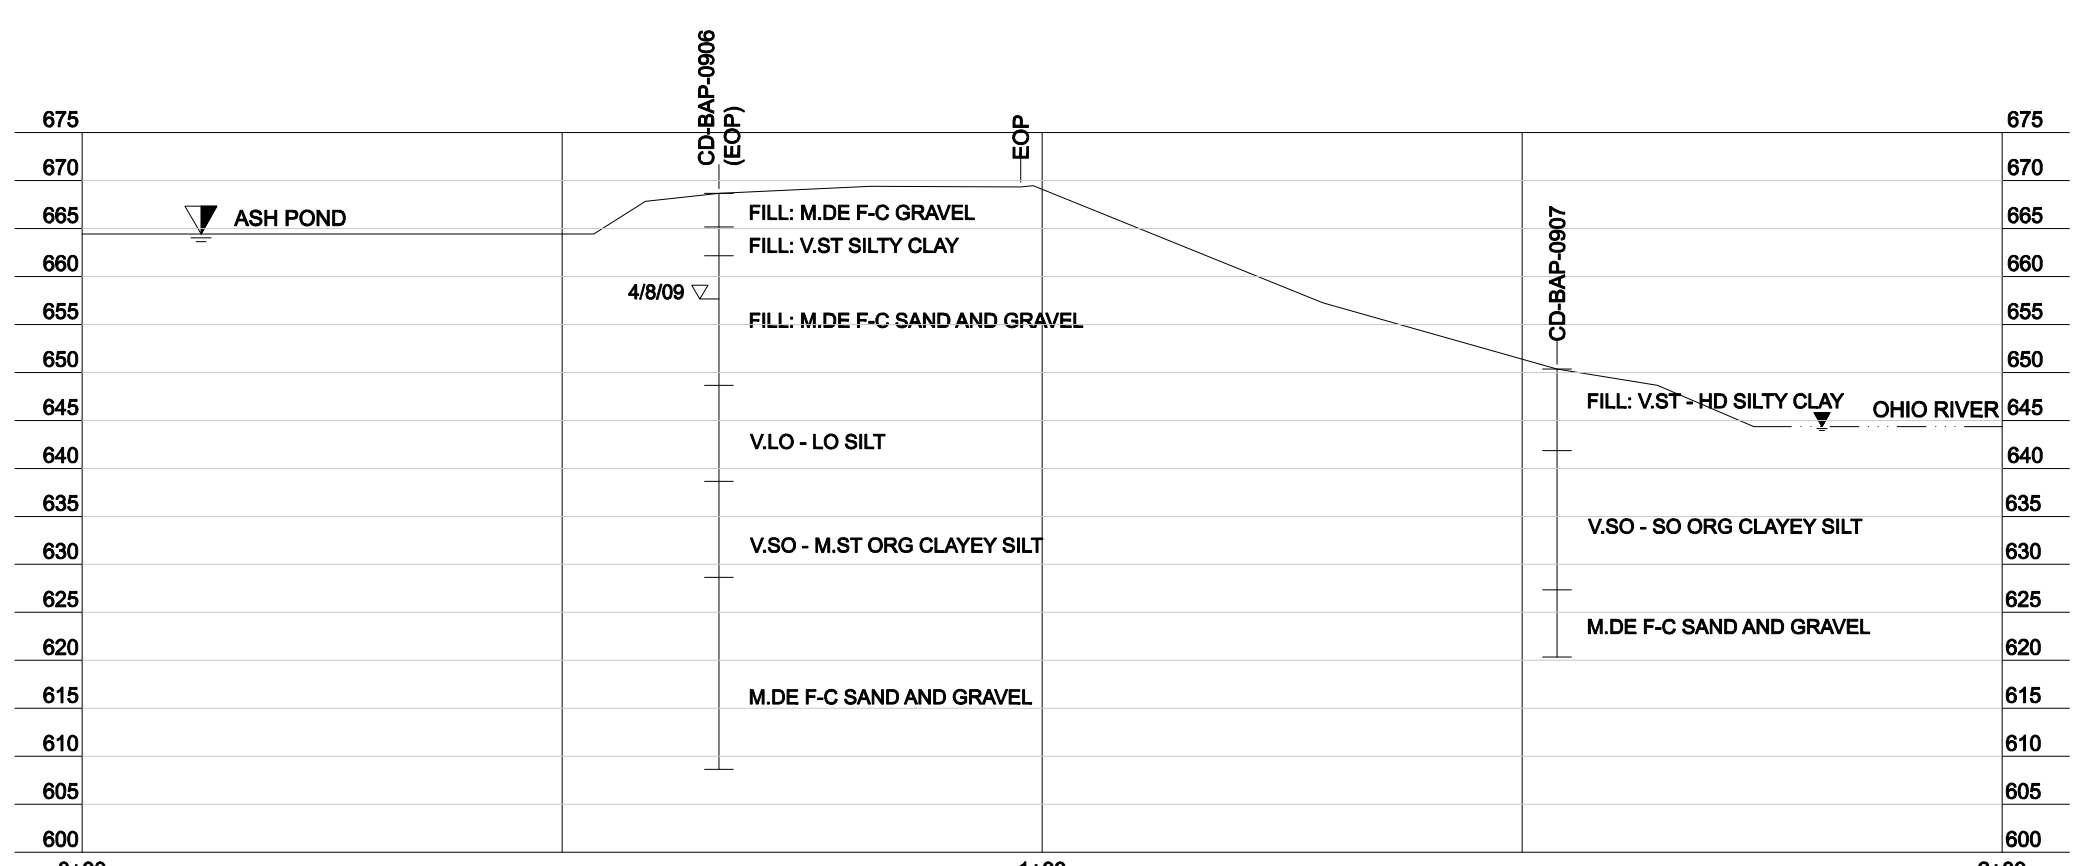 CD-BAP-0906
(EOP)
EOP
675
675
670
670
CD-BAP-0907
ASH POND
FILL: M.DE F-C GRAVEL
665
665
FILL: V.ST SILTY CLAY
660
660
4/8/09
655
FILL: M.DE F-C SAND AND GRAVEL
655
650
650
FILL: V.ST - HD SILTY CLAY
OHIO RIVER
645
645
V.LO - LO SILT
640
640
635
635
V.SO - SO ORG CLAYEY SILT
V.SO - M.ST ORG CLAYEY SILT
630
630
625
625
M.DE F-C SAND AND GRAVEL
620
620
M.DE F-C SAND AND GRAVEL
615
615
610
610
605
605
600
600